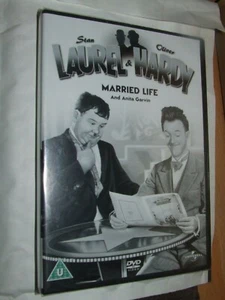 Stan Oliver
LAUREL & HARDY
MARRIED LIFE
And Anita Garvin
U
DVD